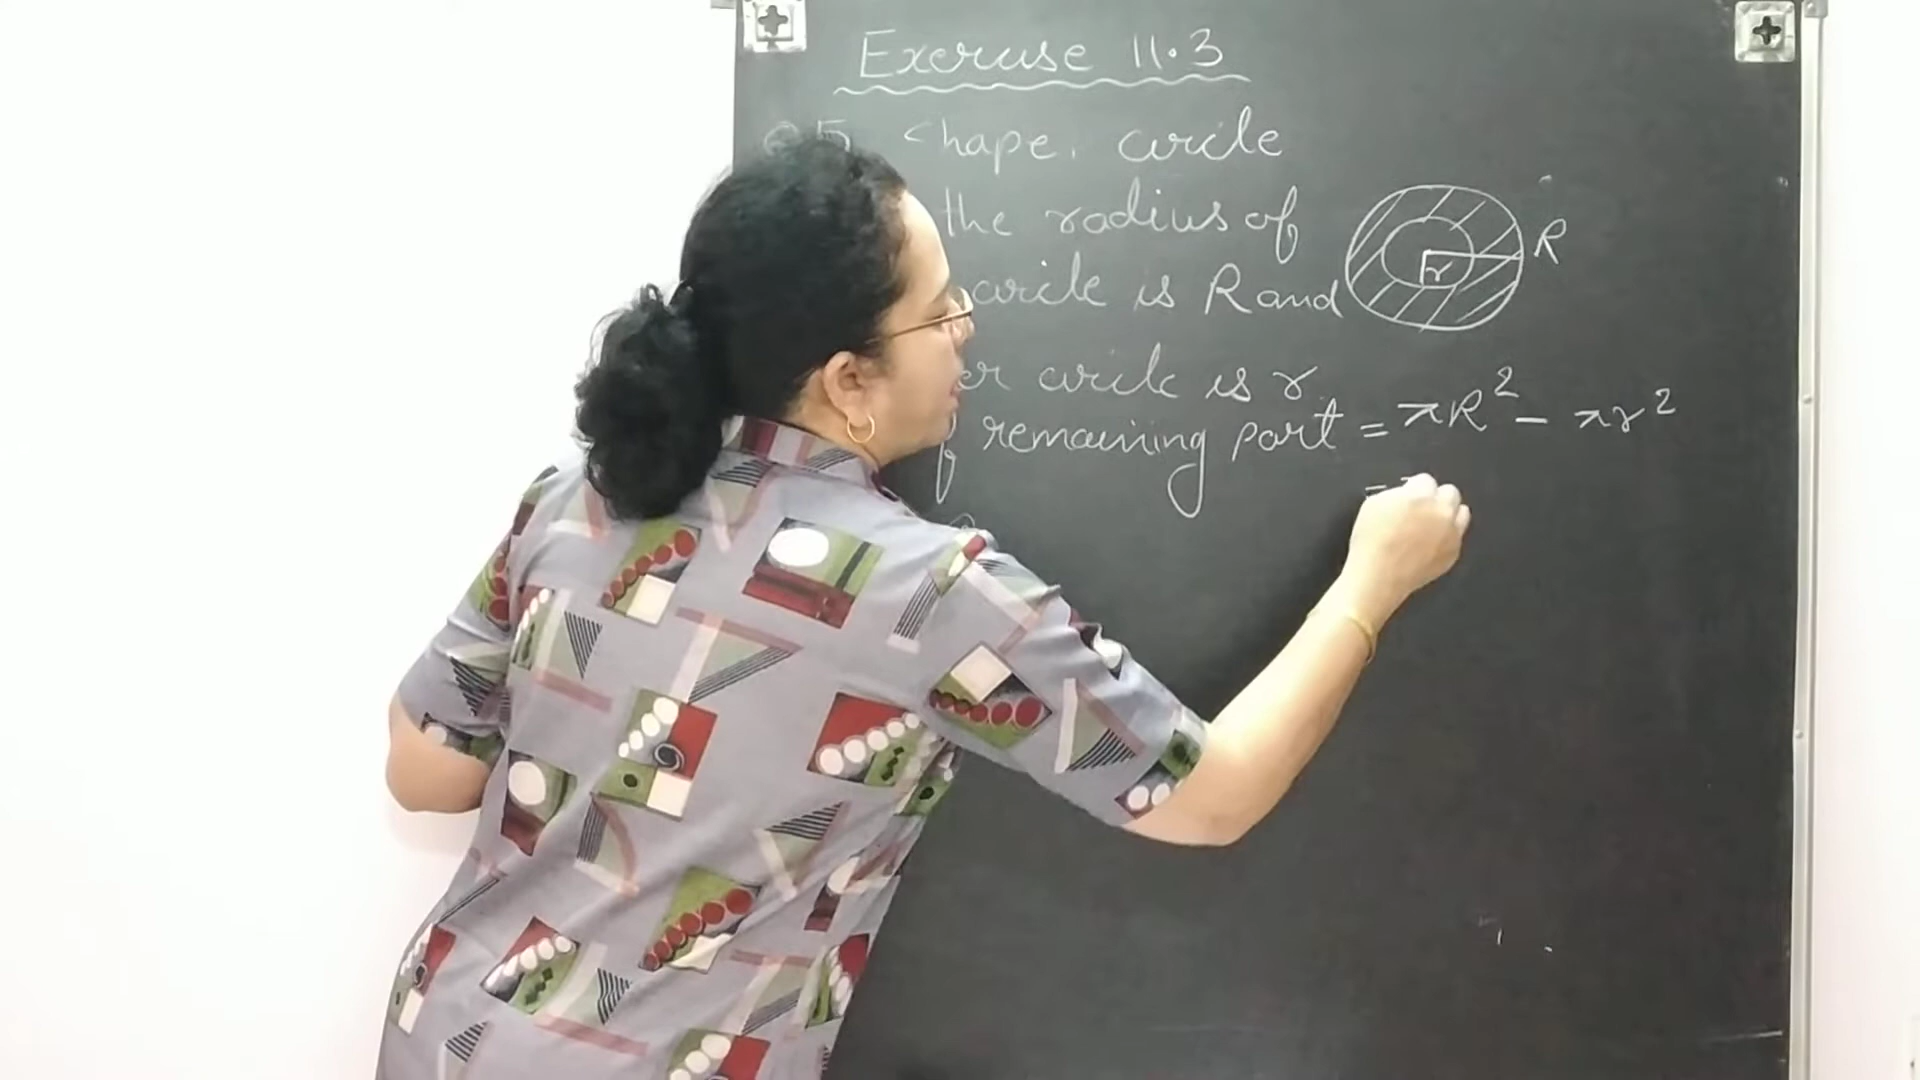 Exercise 11.3
Q5 Shape, circle
the radius of
circle is R and
R
r
er circle is r
f remaining part = πR² - πr²
=